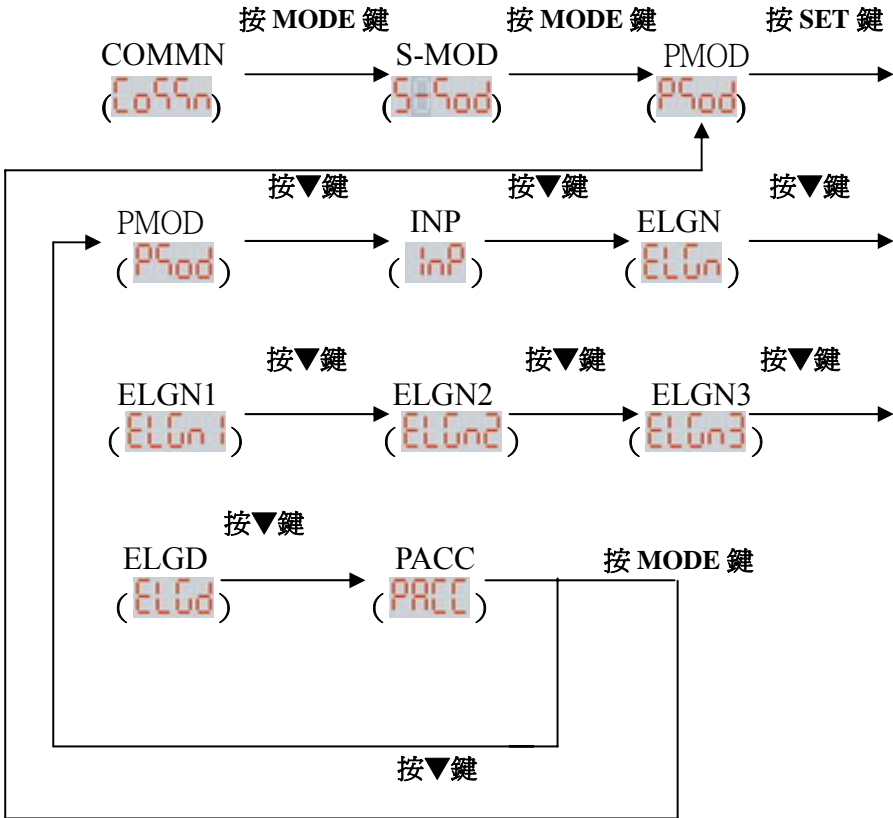 按 MODE 鍵 按 MODE 鍵 按 SET 鍵
COMMN S-MOD PMOD
(CoSSn) (S-Sod) (PSod)
按▼鍵 按▼鍵 按▼鍵
PMOD INP ELGN
(PSod) (InP) (ELGn)
按▼鍵 按▼鍵 按▼鍵
ELGN1 ELGN2 ELGN3
(ELGn1) (ELGn2) (ELGn3)
按▼鍵
ELGD PACC 按 MODE 鍵
(ELGd) (PACC)
按▼鍵